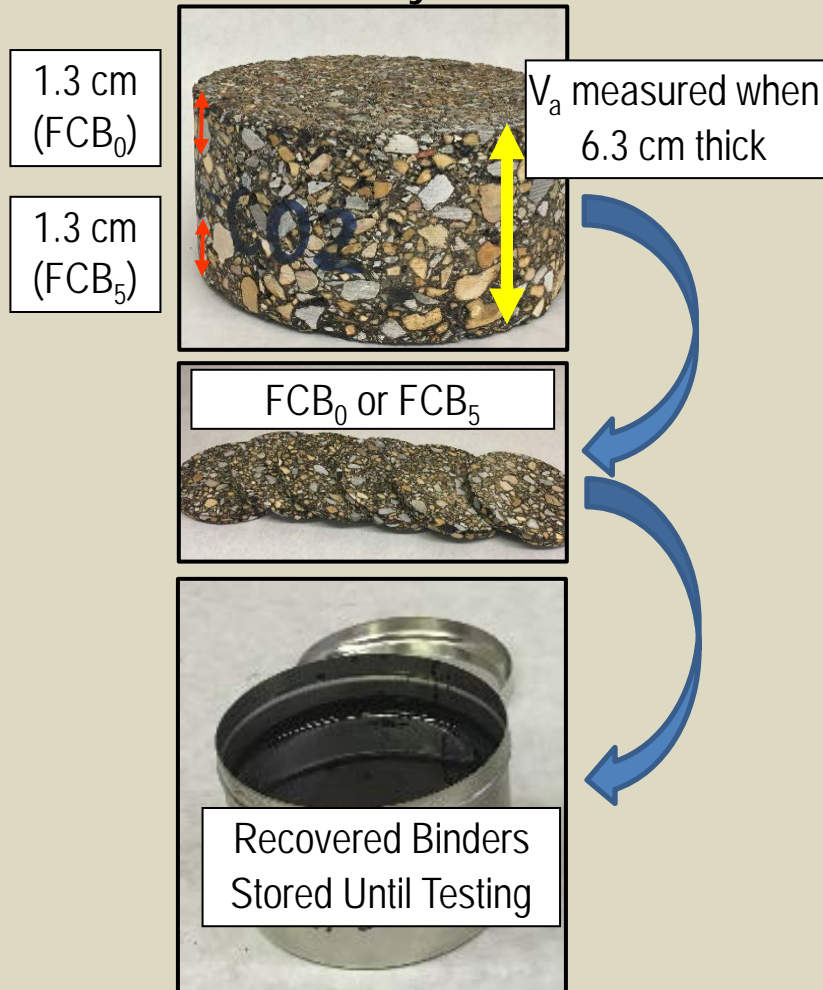 1.3 cm
(FCB₀)
Vₐ measured when
6.3 cm thick
1.3 cm
(FCB₅)
CO2
FCB₀ or FCB₅
Recovered Binders
Stored Until Testing